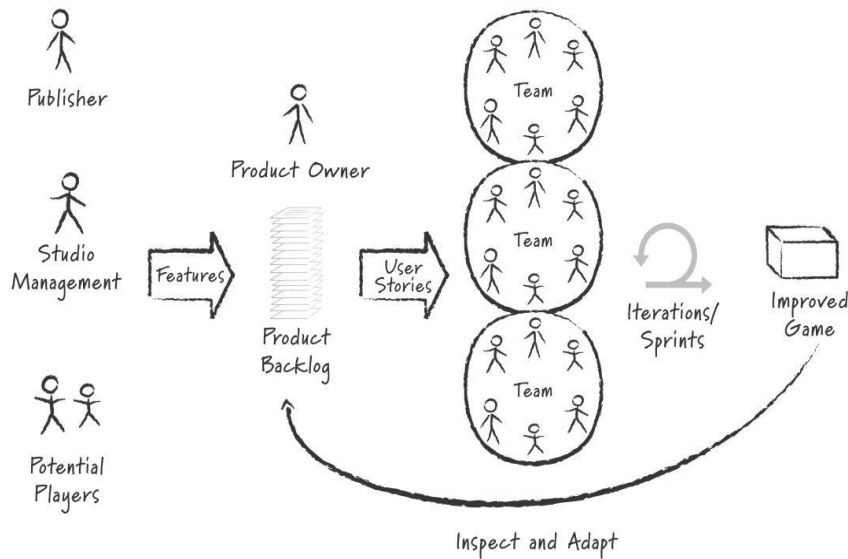 Publisher
Studio
Management
Potential
Players
Features
Product Owner
Product
Backlog
User
Stories
Team
Team
Team
Iterations/
Sprints
Improved
Game
Inspect and Adapt